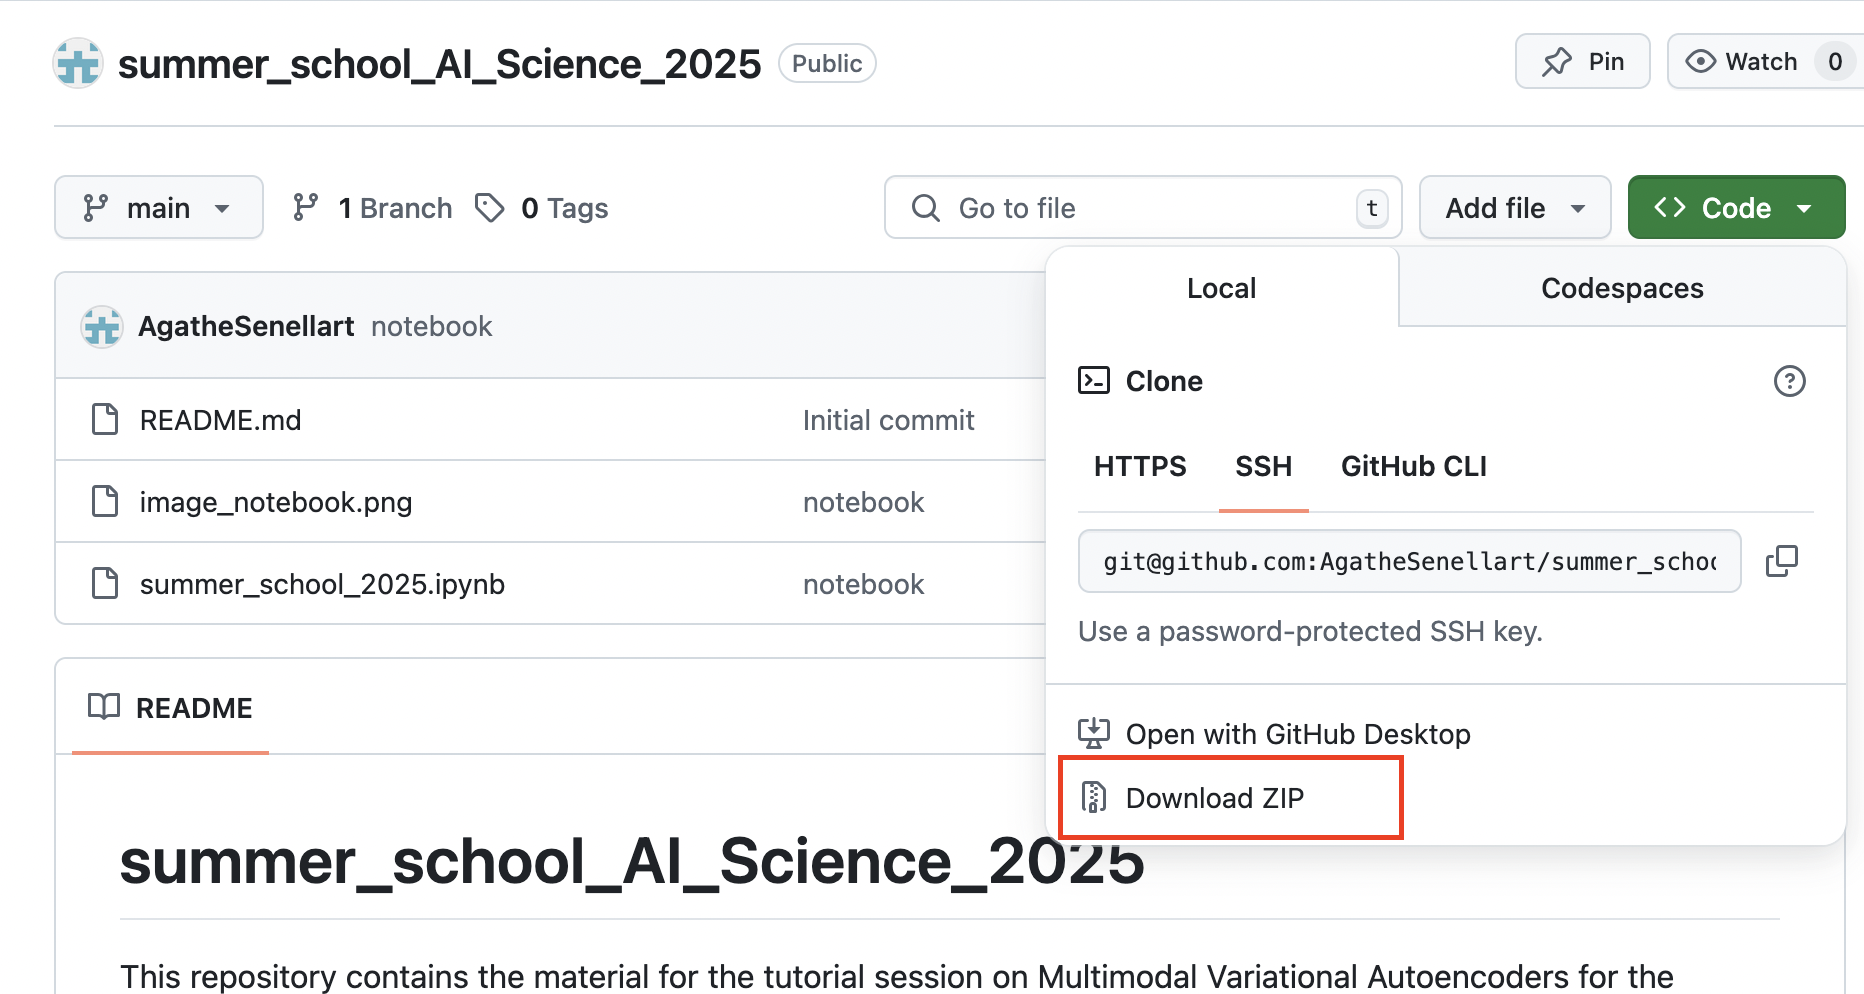 summer_school_AI_Science_2025 Public Pin Watch 0
main 1 Branch 0 Tags Go to file t Add file Code
Local Codespaces
AgatheSenellart notebook
Clone
README.md Initial commit
HTTPS SSH GitHub CLI
image_notebook.png notebook
git@github.com:AgatheSenellart/summer_schoo
summer_school_2025.ipynb notebook
Use a password-protected SSH key.
README
Open with GitHub Desktop
Download ZIP
summer_school_AI_Science_2025
This repository contains the material for the tutorial session on Multimodal Variational Autoencoders for the